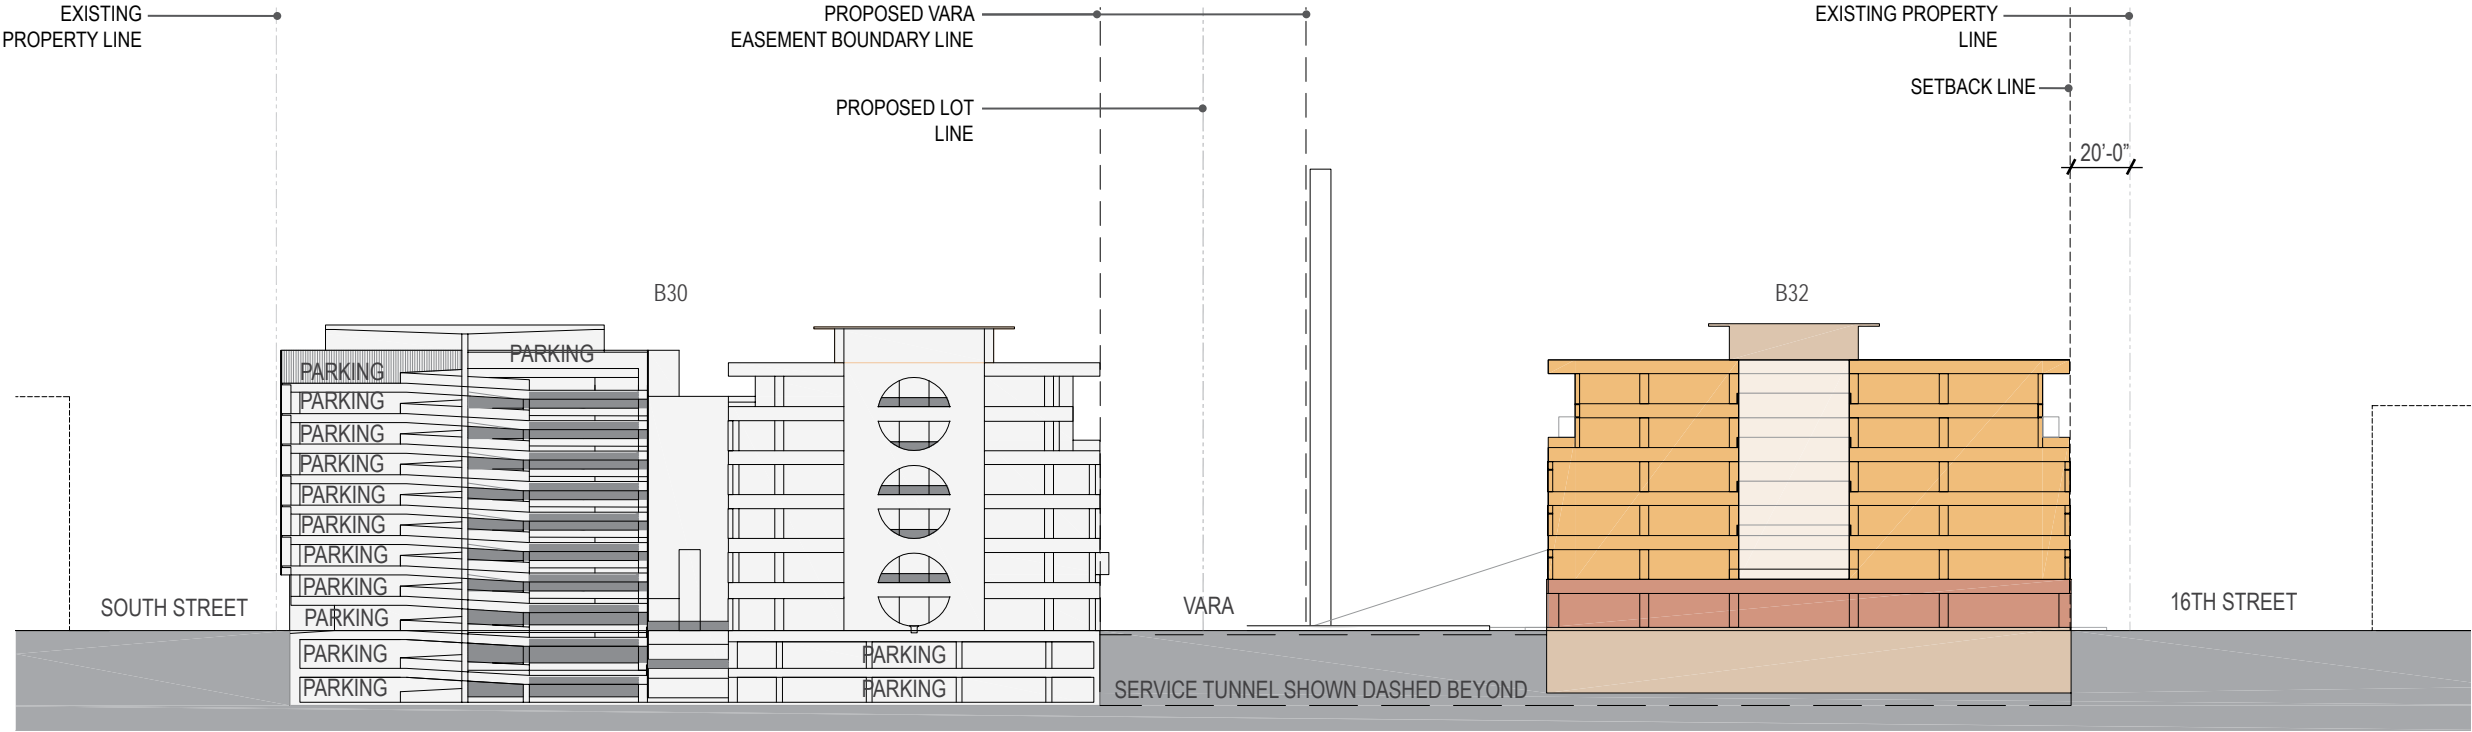 EXISTING
PROPERTY LINE
PROPOSED VARA
EASEMENT BOUNDARY LINE
EXISTING PROPERTY
LINE
SETBACK LINE
PROPOSED LOT
LINE
20'-0"
B30
B32
PARKING
PARKING
PARKING
PARKING
PARKING
PARKING
PARKING
PARKING
PARKING
PARKING
SOUTH STREET
VARA
16TH STREET
PARKING
PARKING
PARKING
PARKING
SERVICE TUNNEL SHOWN DASHED BEYOND